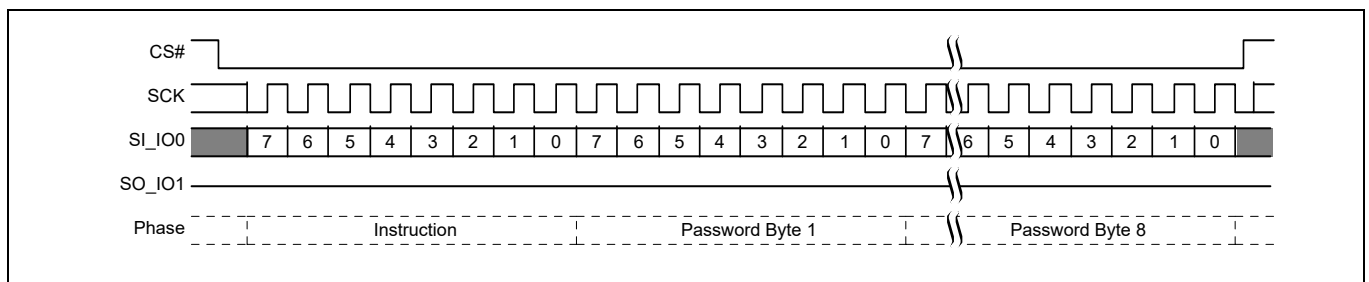 CS#
SCK
SI_IO0 7 6 5 4 3 2 1 0 7 6 5 4 3 2 1 0 7 6 5 4 3 2 1 0
SO_IO1
Phase Instruction Password Byte 1 Password Byte 8